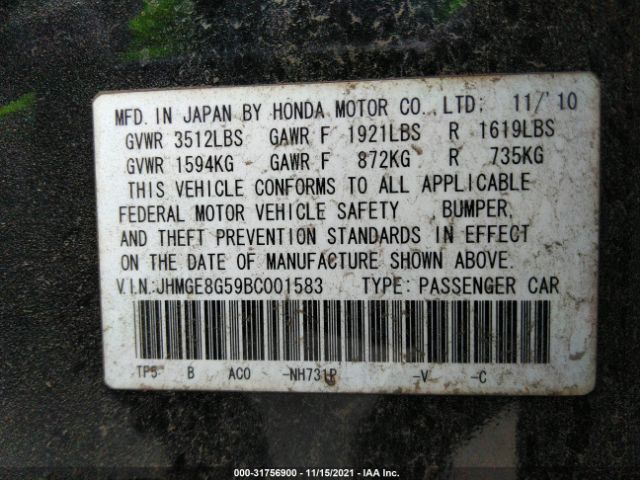 MFD. IN JAPAN BY HONDA MOTOR CO., LTD: 11/'10
GVWR 3512LBS GAWR F 1921LBS R 1619LBS
GVWR 1594KG GAWR F 872KG R 735KG
THIS VEHICLE CONFORMS TO ALL APPLICABLE
FEDERAL MOTOR VEHICLE SAFETY BUMPER,
AND THEFT PREVENTION STANDARDS IN EFFECT
ON THE DATE OF MANUFACTURE SHOWN ABOVE.
V.I.N.:JHMGE8G59BC001583 TYPE: PASSENGER CAR
TP5 B AC0 -NH731P -V -C
000-31756900 - 11/15/2021 - IAA Inc.